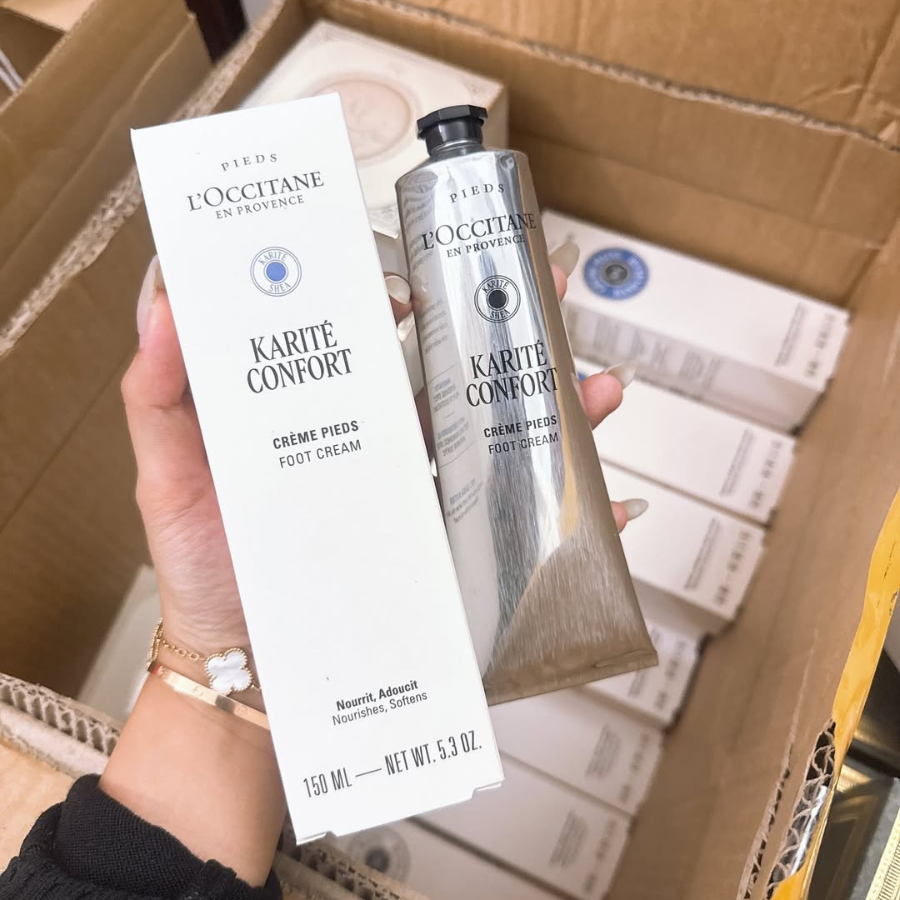 PIEDS
L'OCCITANE
EN PROVENCE
KARITÉ
SHEA
KARITÉ
CONFORT
CRÈME PIEDS
FOOT CREAM
Nourrit, Adoucit
Nourishes, Softens
150 ML — NET WT. 5.3 OZ.
PIEDS
L'OCCITANE
EN PROVENCE
KARITÉ
SHEA
KARITÉ
CONFORT
CRÈME PIEDS
FOOT CREAM